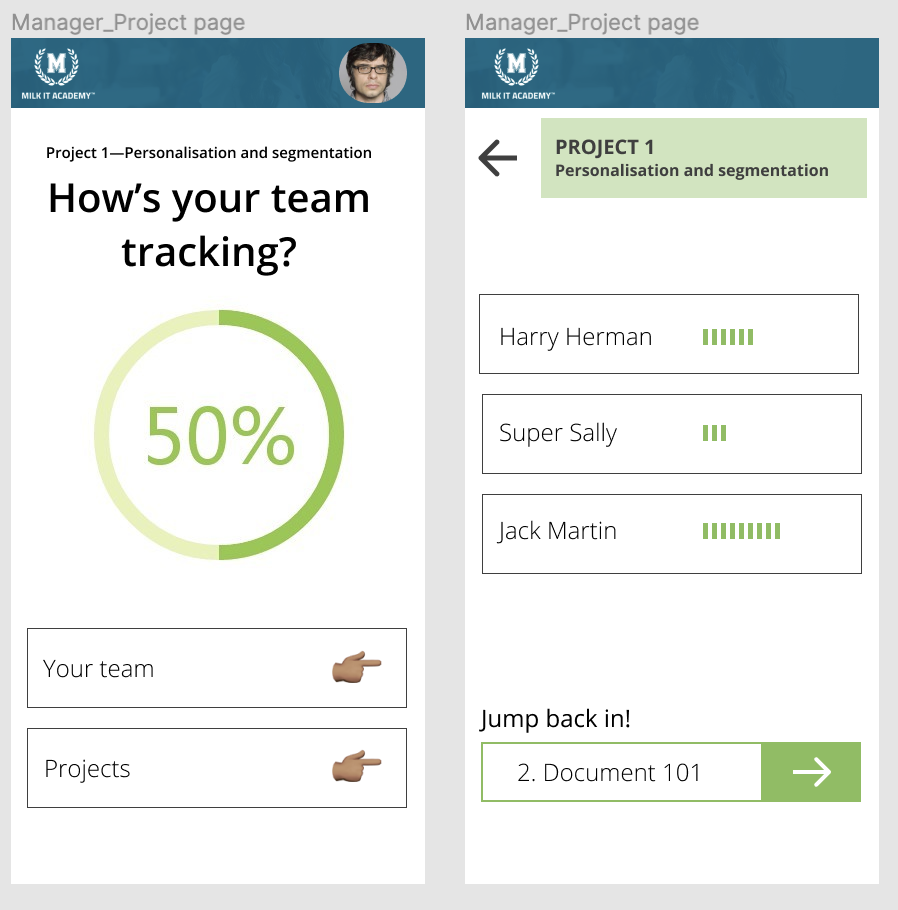 Manager_Project page
M
MILK IT ACADEMY™
Project 1—Personalisation and segmentation
How’s your team
tracking?
50%
Your team
Projects
Manager_Project page
M
MILK IT ACADEMY™
PROJECT 1
Personalisation and segmentation
Harry Herman
Super Sally
Jack Martin
Jump back in!
2. Document 101